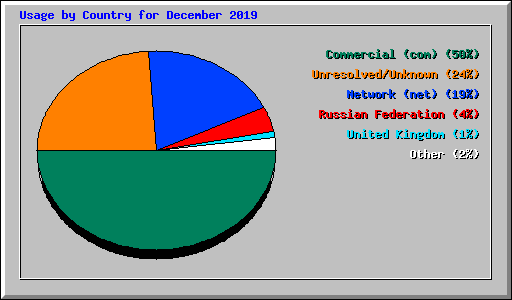 Usage by Country for December 2019
Commercial (com) (50%)
Unresolved/Unknown (24%)
Network (net) (19%)
Russian Federation (4%)
United Kingdom (1%)
Other (2%)